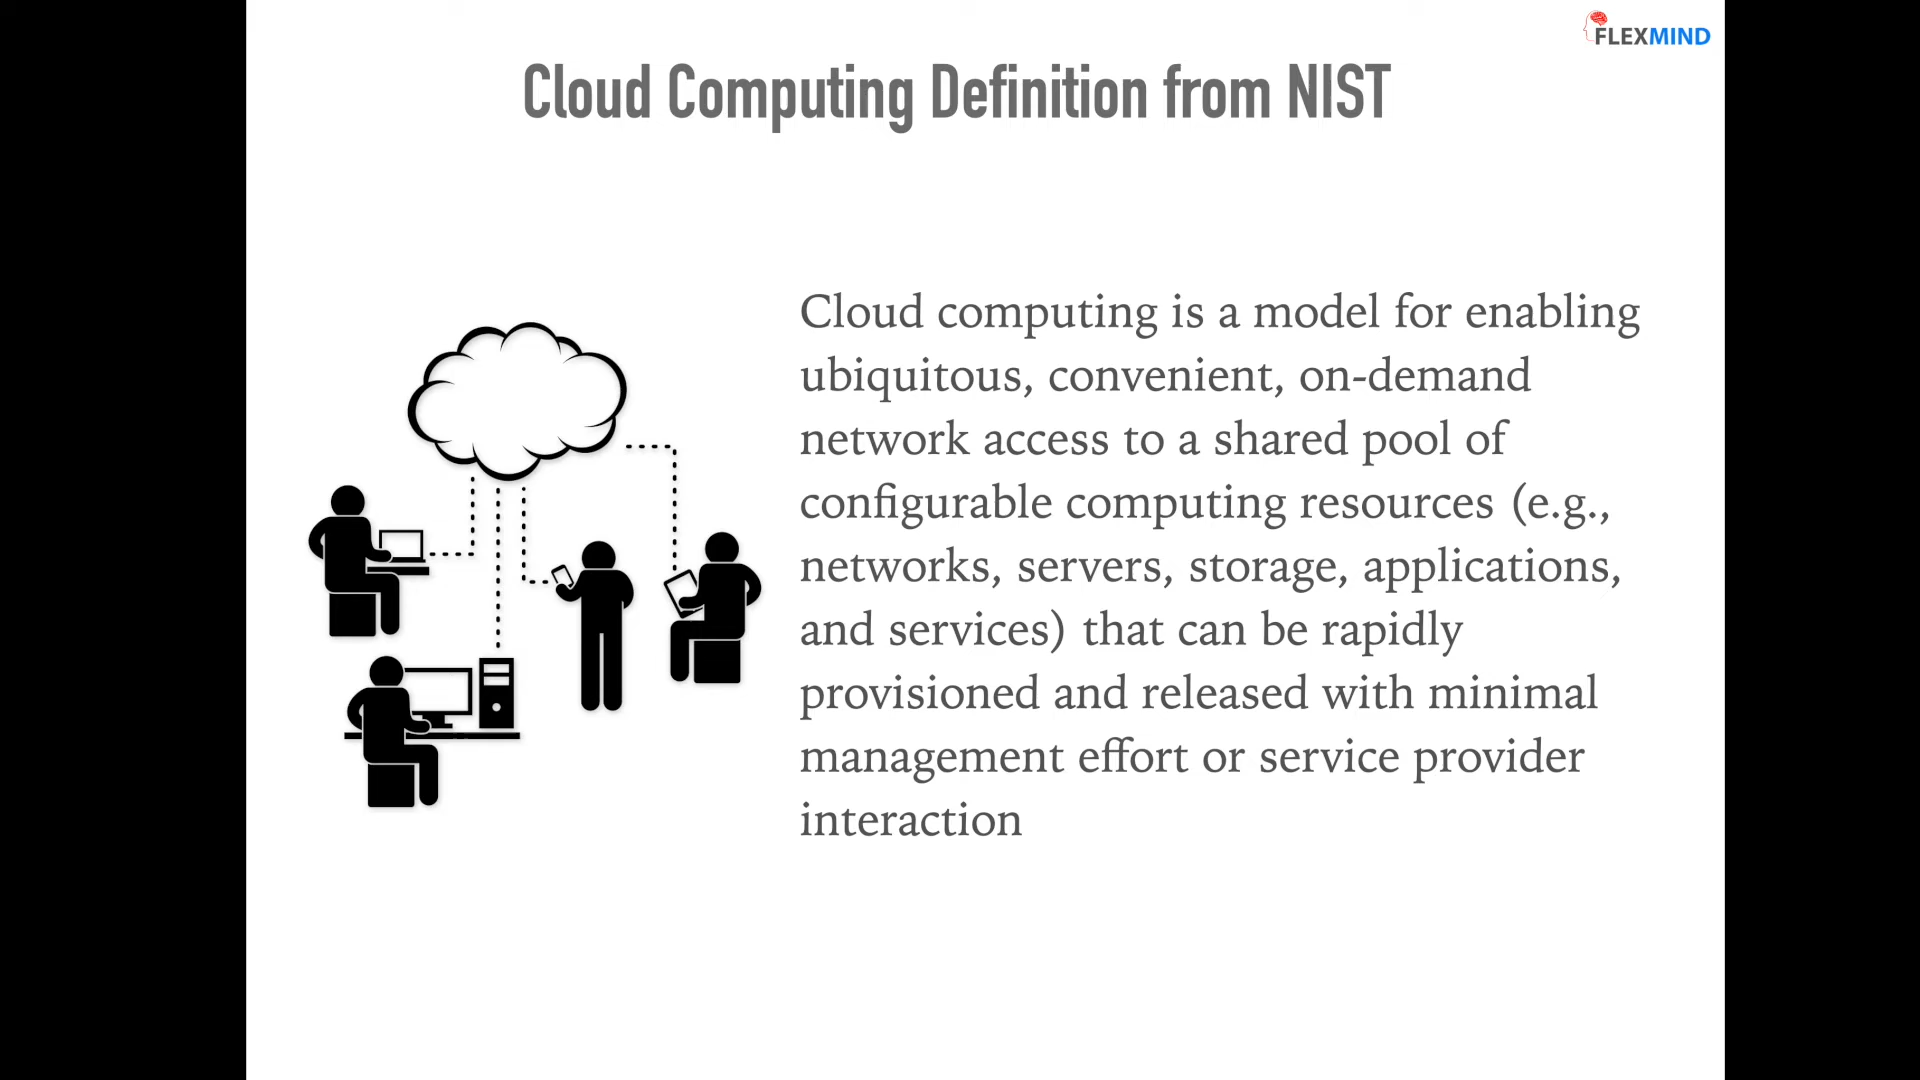 FLEXMIND
Cloud Computing Definition from NIST
Cloud computing is a model for enabling
ubiquitous, convenient, on-demand
network access to a shared pool of
configurable computing resources (e.g.,
networks, servers, storage, applications,
and services) that can be rapidly
provisioned and released with minimal
management effort or service provider
interaction